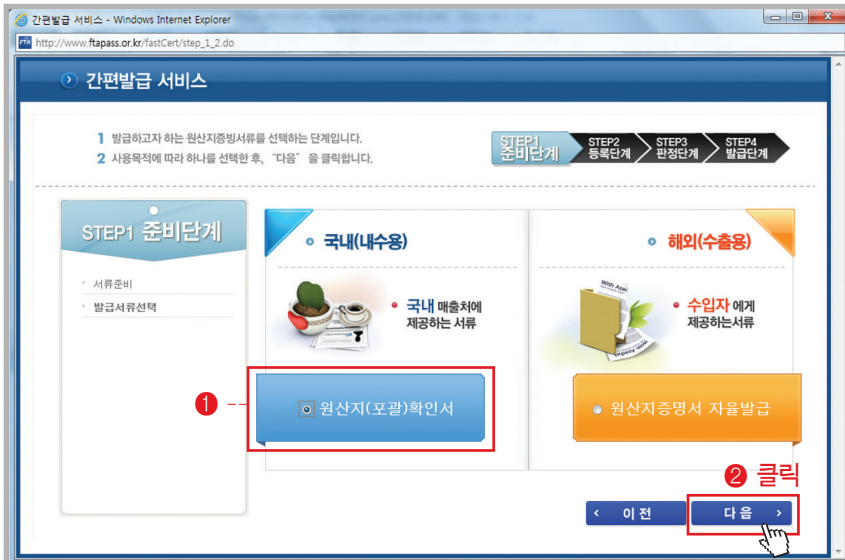 간편발급 서비스 - Windows Internet Explorer
FTA http://www.ftapass.or.kr/fastCert/step_1_2.do
간편발급 서비스
1 발급하고자 하는 원산지증빙서류를 선택하는 단계입니다.
2 사용목적에 따라 하나를 선택한 후, “다음” 을 클릭합니다.
STEP1 준비단계
STEP2 등록단계
STEP3 판정단계
STEP4 발급단계
STEP1 준비단계
서류준비
발급서류선택
국내(내수용)
국내 매출처에
제공하는 서류
원산지(포괄)확인서
해외(수출용)
With Asar
수입자 에게
제공하는서류
원산지증명서 자율발급
1
2 클릭
< 이전
다음 >